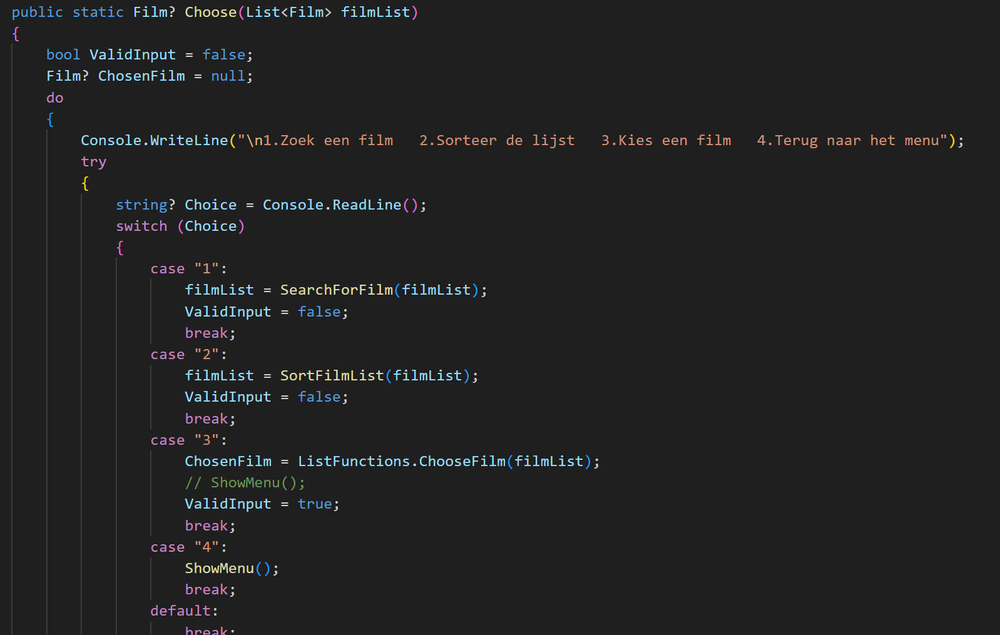 public static Film? Choose(List<Film> filmList)
{
    bool ValidInput = false;
    Film? ChosenFilm = null;
    do
    {
        Console.WriteLine("\n1.Zoek een film   2.Sorteer de lijst   3.Kies een film   4.Terug naar het menu");
        try
        {
            string? Choice = Console.ReadLine();
            switch (Choice)
            {
                case "1":
                    filmList = SearchForFilm(filmList);
                    ValidInput = false;
                    break;
                case "2":
                    filmList = SortFilmList(filmList);
                    ValidInput = false;
                    break;
                case "3":
                    ChosenFilm = ListFunctions.ChooseFilm(filmList);
                    // ShowMenu();
                    ValidInput = true;
                    break;
                case "4":
                    ShowMenu();
                    break;
                default:
                    break;